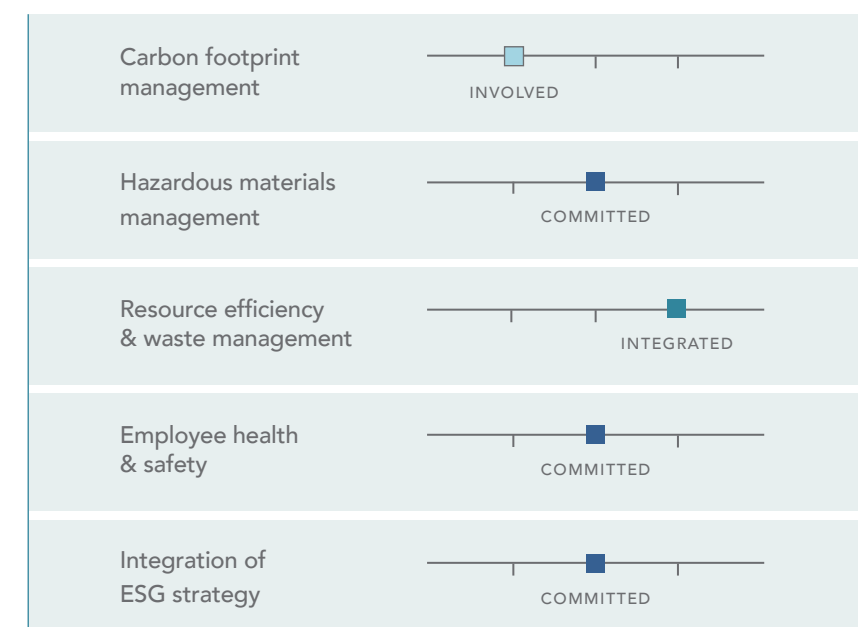 Carbon footprint
management
INVOLVED
Hazardous materials
management
COMMITTED
Resource efficiency
& waste management
INTEGRATED
Employee health
& safety
COMMITTED
Integration of
ESG strategy
COMMITTED